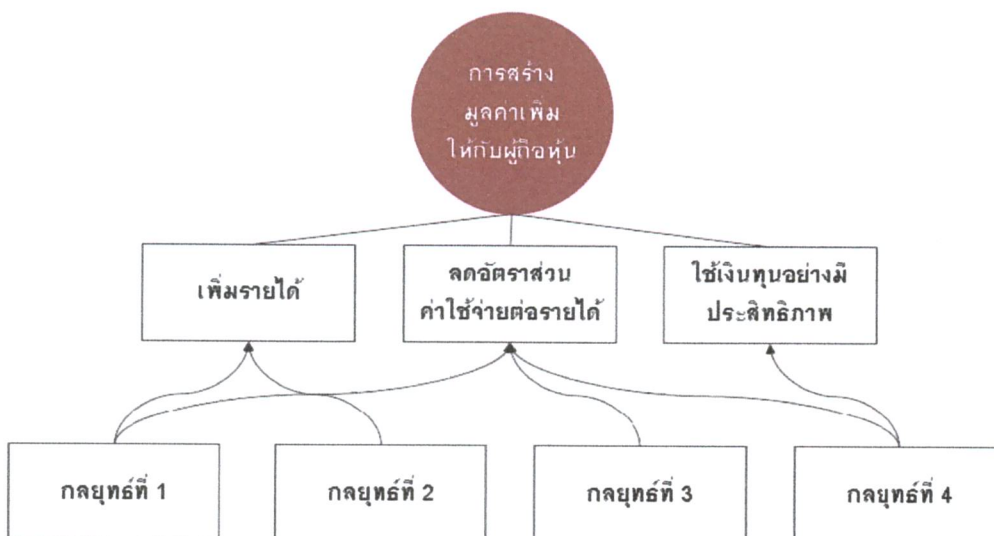 การสร้าง
มูลค่าเพิ่ม
ให้กับผู้ถือหุ้น
เพิ่มรายได้
ลดอัตราส่วน
ค่าใช้จ่ายต่อรายได้
ใช้เงินทุนอย่างมี
ประสิทธิภาพ
กลยุทธ์ที่ 1
กลยุทธ์ที่ 2
กลยุทธ์ที่ 3
กลยุทธ์ที่ 4